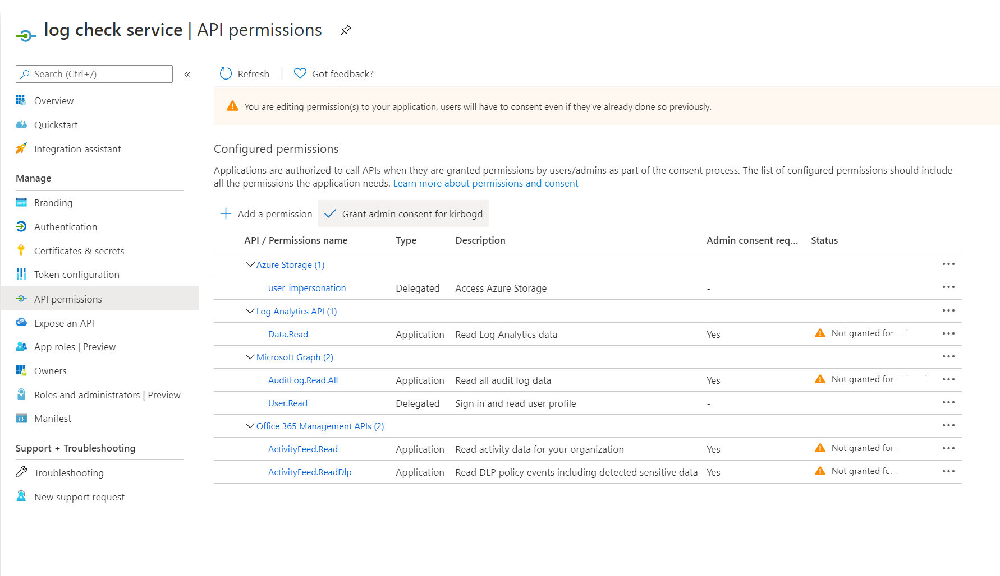 log check service | API permissions
Search (Ctrl+/)
«
Refresh
Got feedback?
Overview
Quickstart
Integration assistant
Manage
Branding
Authentication
Certificates & secrets
Token configuration
API permissions
Expose an API
App roles | Preview
Owners
Roles and administrators | Preview
Manifest
Support + Troubleshooting
Troubleshooting
New support request
You are editing permission(s) to your application, users will have to consent even if they've already done so previously.
Configured permissions
Applications are authorized to call APIs when they are granted permissions by users/admins as part of the consent process. The list of configured permissions should include
all the permissions the application needs. Learn more about permissions and consent
Add a permission
Grant admin consent for kirbogd
API / Permissions name Type Description Admin consent req... Status
Azure Storage (1)
user_impersonation Delegated Access Azure Storage -
Log Analytics API (1)
Data.Read Application Read Log Analytics data Yes Not granted for
Microsoft Graph (2)
AuditLog.Read.All Application Read all audit log data Yes Not granted for
User.Read Delegated Sign in and read user profile -
Office 365 Management APIs (2)
ActivityFeed.Read Application Read activity data for your organization Yes Not granted for
ActivityFeed.ReadDlp Application Read DLP policy events including detected sensitive data Yes Not granted